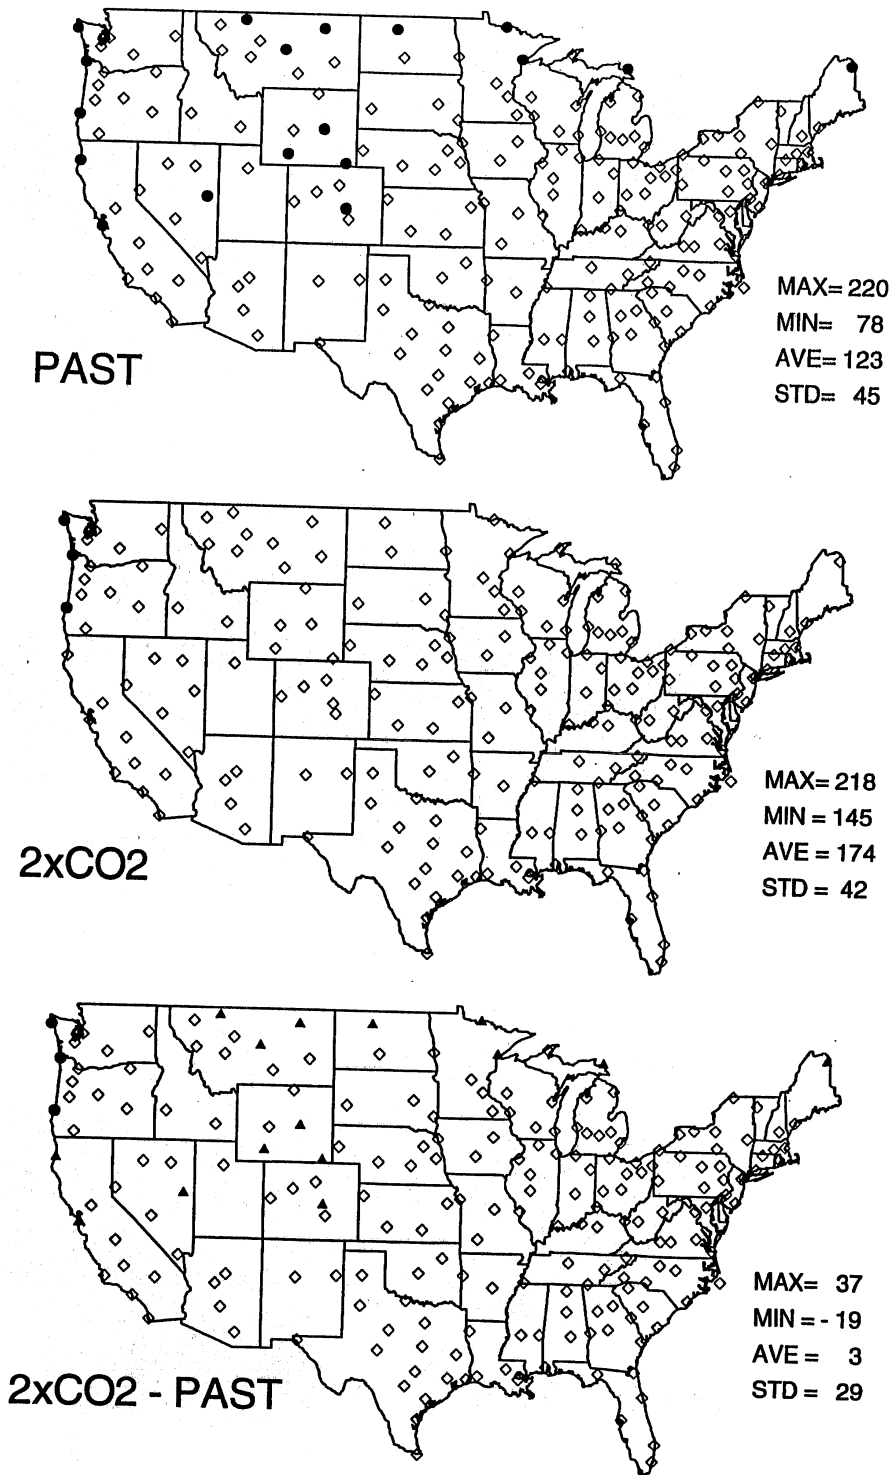 MAX= 220
MIN= 78
AVE= 123
STD= 45
PAST
MAX= 218
MIN = 145
AVE = 174
STD = 42
2xCO2
MAX= 37
MIN = - 19
AVE = 3
STD = 29
2xCO2 - PAST